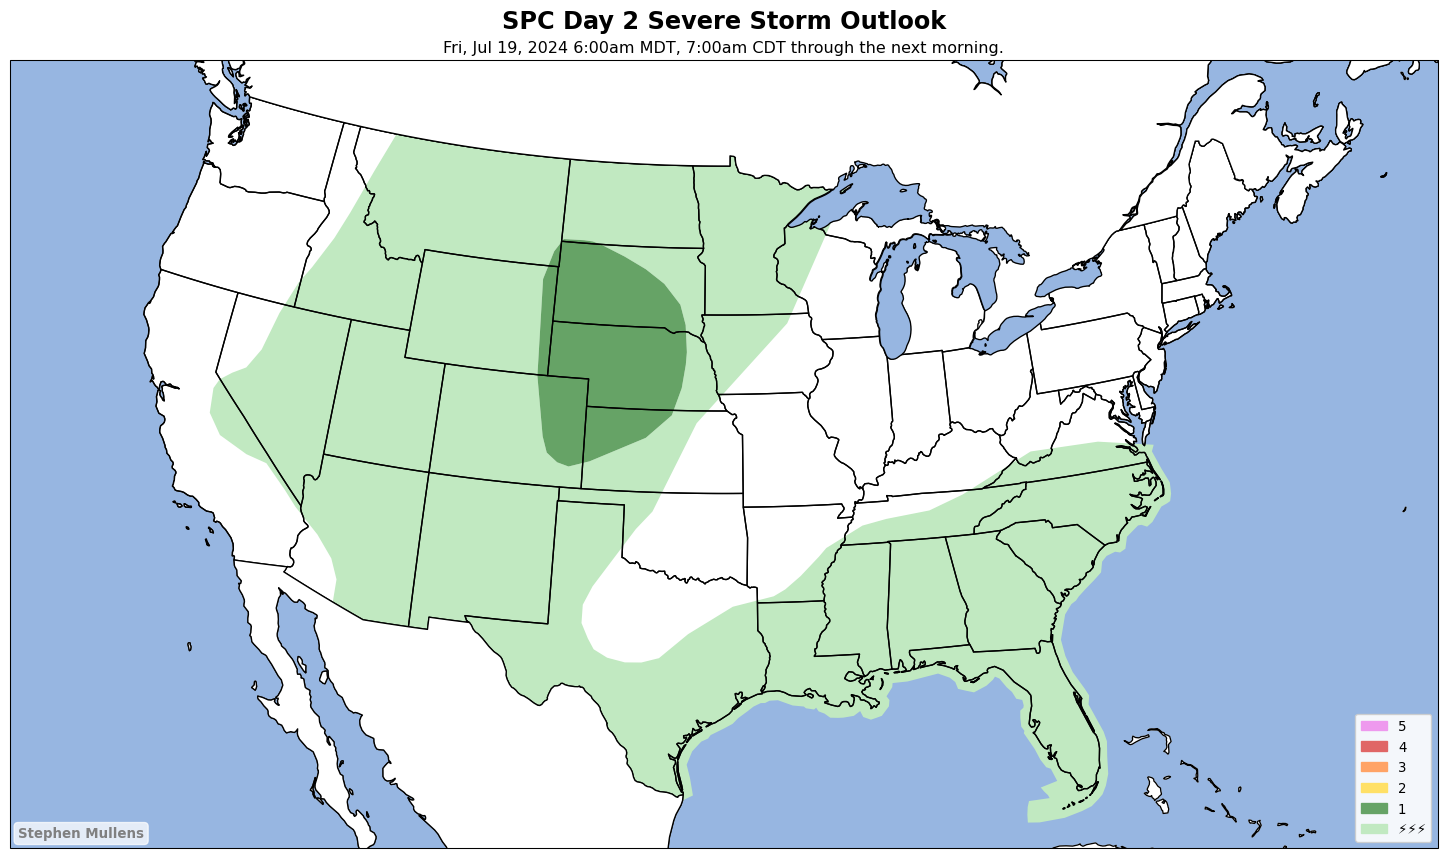 SPC Day 2 Severe Storm Outlook
Fri, Jul 19, 2024 6:00am MDT, 7:00am CDT through the next morning.
5
4
3
2
1
⚡⚡⚡
Stephen Mullens